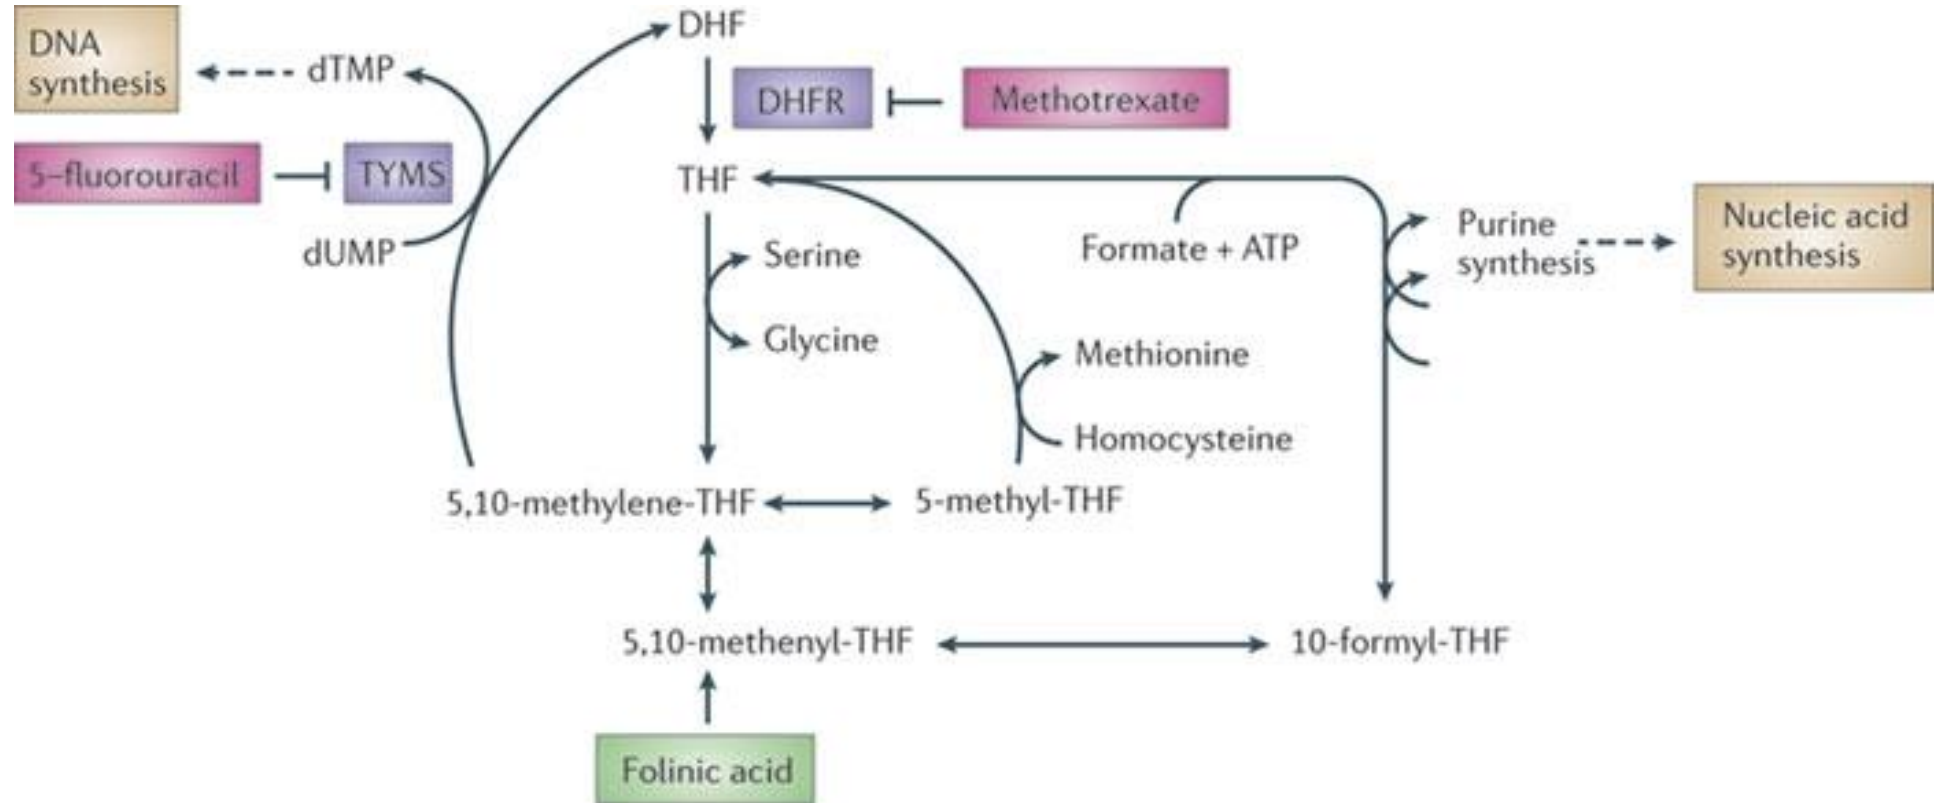 DHF
DNA
synthesis
dTMP
DHFR
Methotrexate
5-fluorouracil
TYMS
THF
dUMP
Serine
Formate + ATP
Purine
synthesis
Nucleic acid
synthesis
Glycine
Methionine
Homocysteine
5,10-methylene-THF
5-methyl-THF
5,10-methenyl-THF
10-formyl-THF
Folinic acid